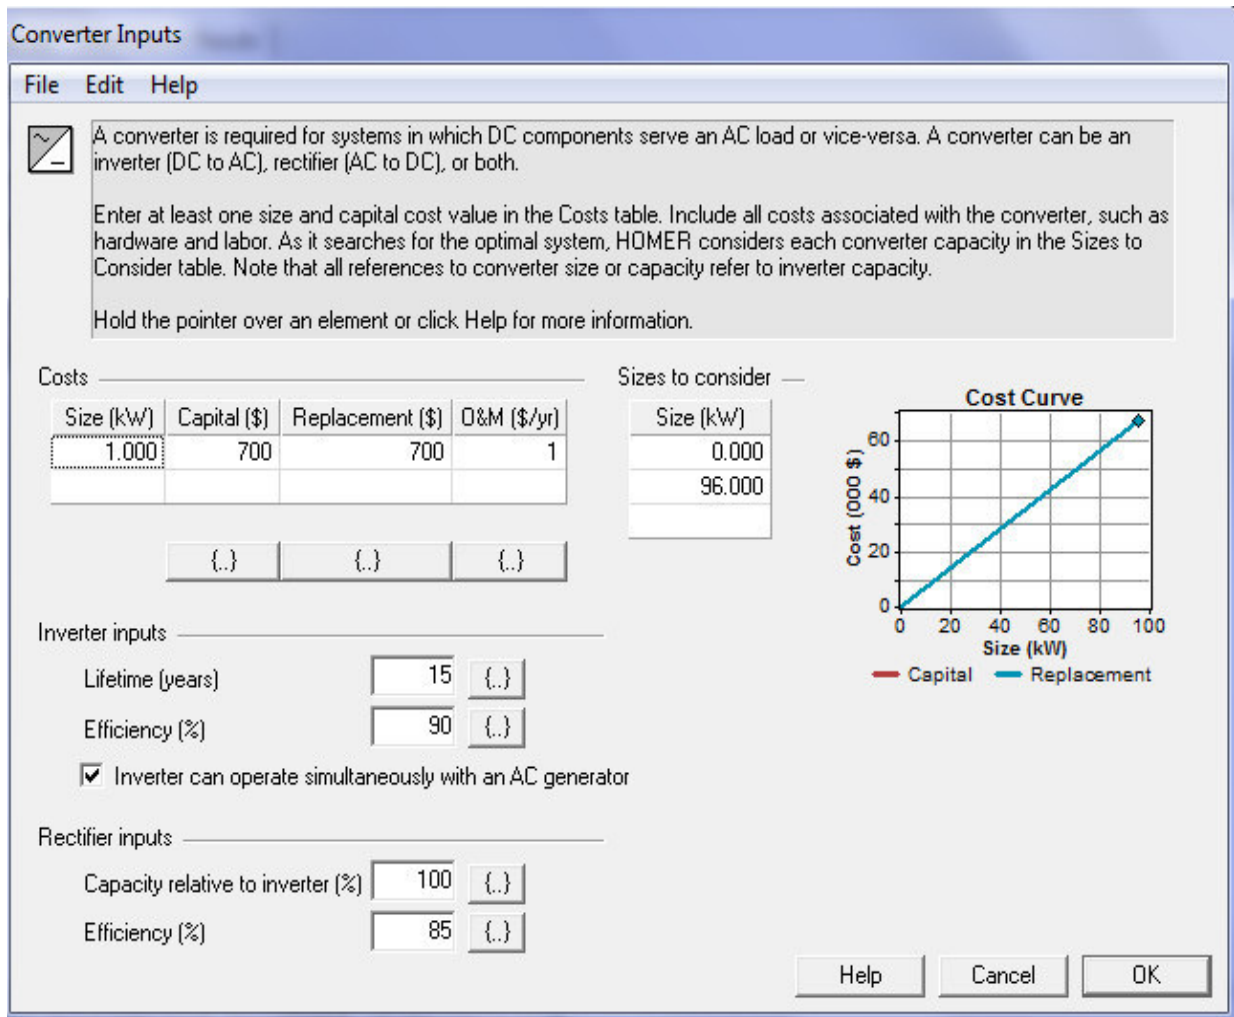 Converter Inputs
File Edit Help
A converter is required for systems in which DC components serve an AC load or vice-versa. A converter can be an
inverter (DC to AC), rectifier (AC to DC), or both.
Enter at least one size and capital cost value in the Costs table. Include all costs associated with the converter, such as
hardware and labor. As it searches for the optimal system, HOMER considers each converter capacity in the Sizes to
Consider table. Note that all references to converter size or capacity refer to inverter capacity.
Hold the pointer over an element or click Help for more information.
Costs
Size (kW) Capital ($) Replacement ($) O&M ($/yr)
1.000 700 700 1
{..} {..} {..}
Sizes to consider
Size (kW)
0.000
96.000
Cost Curve
Cost (000 $)
60
40
20
0
0 20 40 60 80 100
Size (kW)
Capital Replacement
Inverter inputs
Lifetime (years) 15 {..}
Efficiency (%) 90 {..}
Inverter can operate simultaneously with an AC generator
Rectifier inputs
Capacity relative to inverter (%) 100 {..}
Efficiency (%) 85 {..}
Help Cancel OK